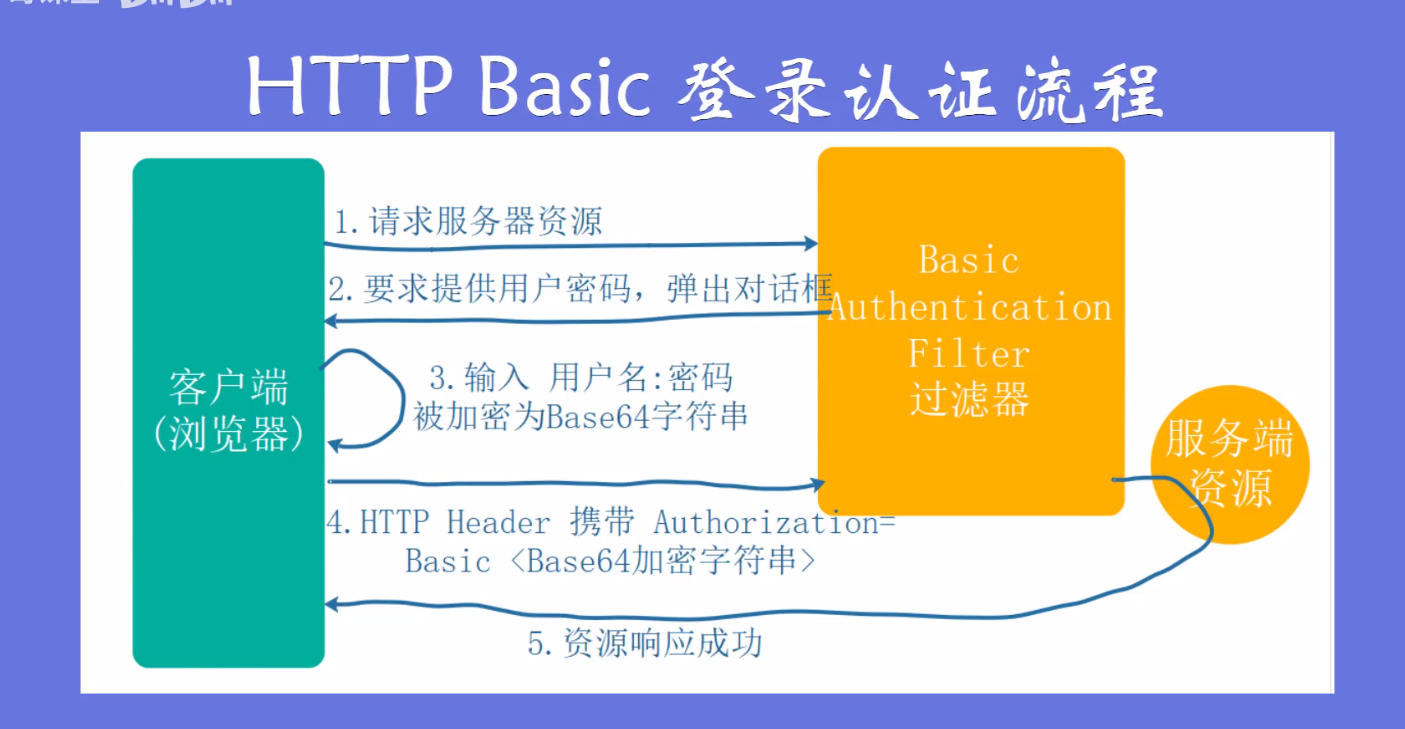 HTTP Basic 登录认证流程
1.请求服务器资源
2.要求提供用户密码，弹出对话框
Basic
Authentication
Filter
过滤器
客户端
(浏览器)
3.输入 用户名:密码
被加密为Base64字符串
服务端
资源
4.HTTP Header 携带 Authorization=
Basic <Base64加密字符串>
5.资源响应成功